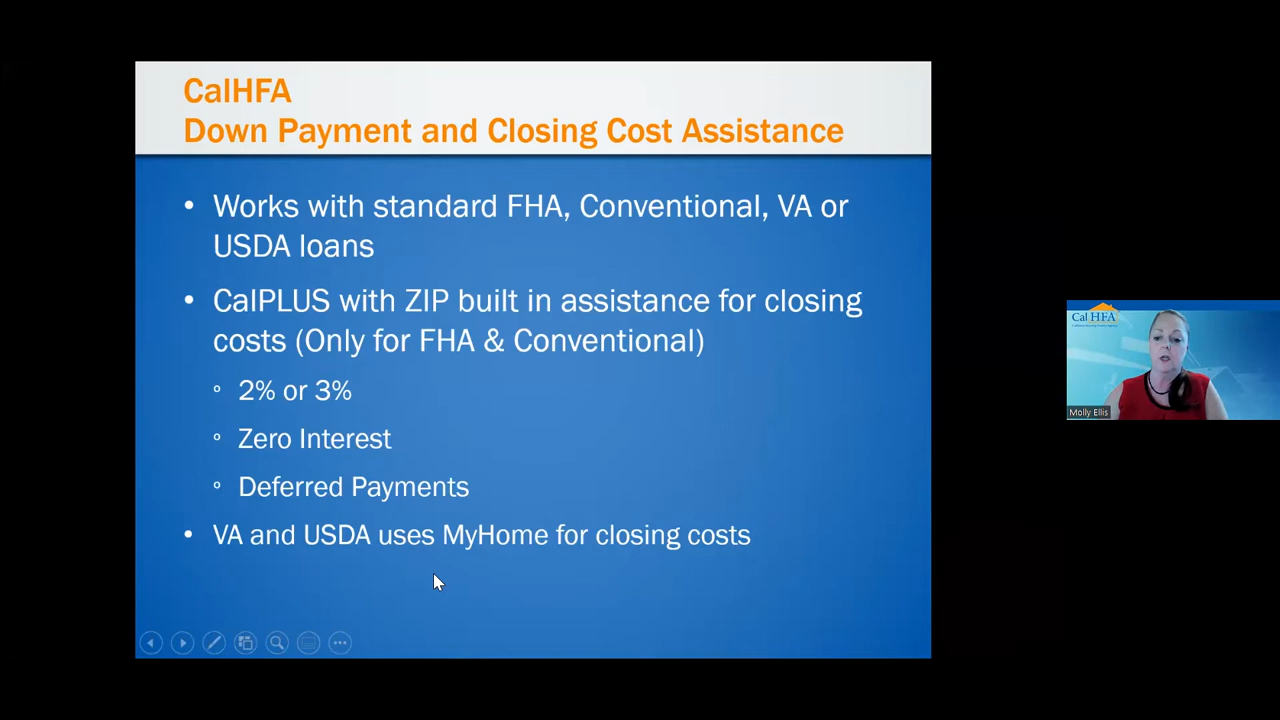 CalHFA
Down Payment and Closing Cost Assistance
• Works with standard FHA, Conventional, VA or
USDA loans
• CalPLUS with ZIP built in assistance for closing
costs (Only for FHA & Conventional)
° 2% or 3%
° Zero Interest
° Deferred Payments
• VA and USDA uses MyHome for closing costs
Cal HFA
Molly Ellis